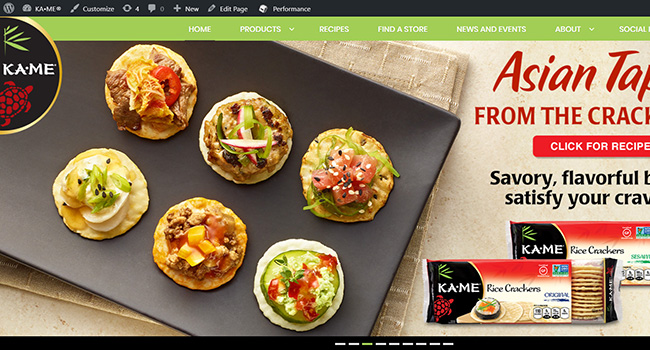 KA•ME® 3 0 New Edit Page Performance Customize
HOME PRODUCTS RECIPES FIND A STORE NEWS AND EVENTS ABOUT SOCIAL
KA·ME®
Asian Tap
FROM THE CRACK
CLICK FOR RECIPE
Savory, flavorful b
satisfy your crav
KA·ME
Rice Crackers
KA·ME
Rice Crackers
ORIGINAL